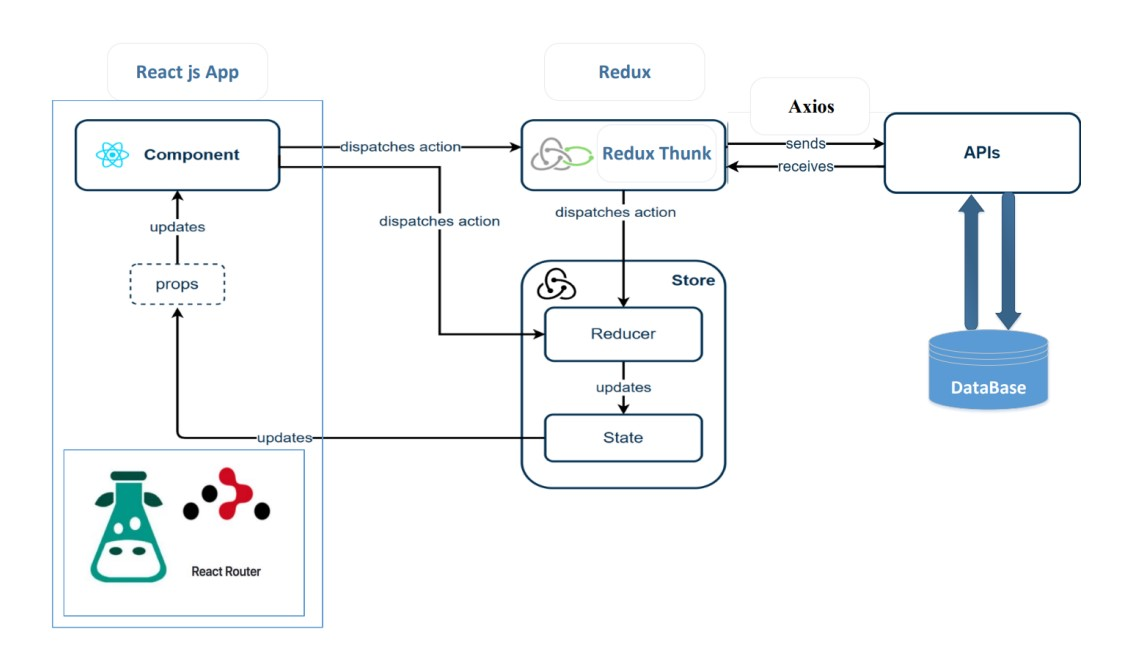 React js App
Redux
Axios
Component
dispatches action
Redux Thunk
sends
receives
APIs
dispatches action
dispatches action
updates
props
Store
Reducer
updates
DataBase
updates
State
React Router